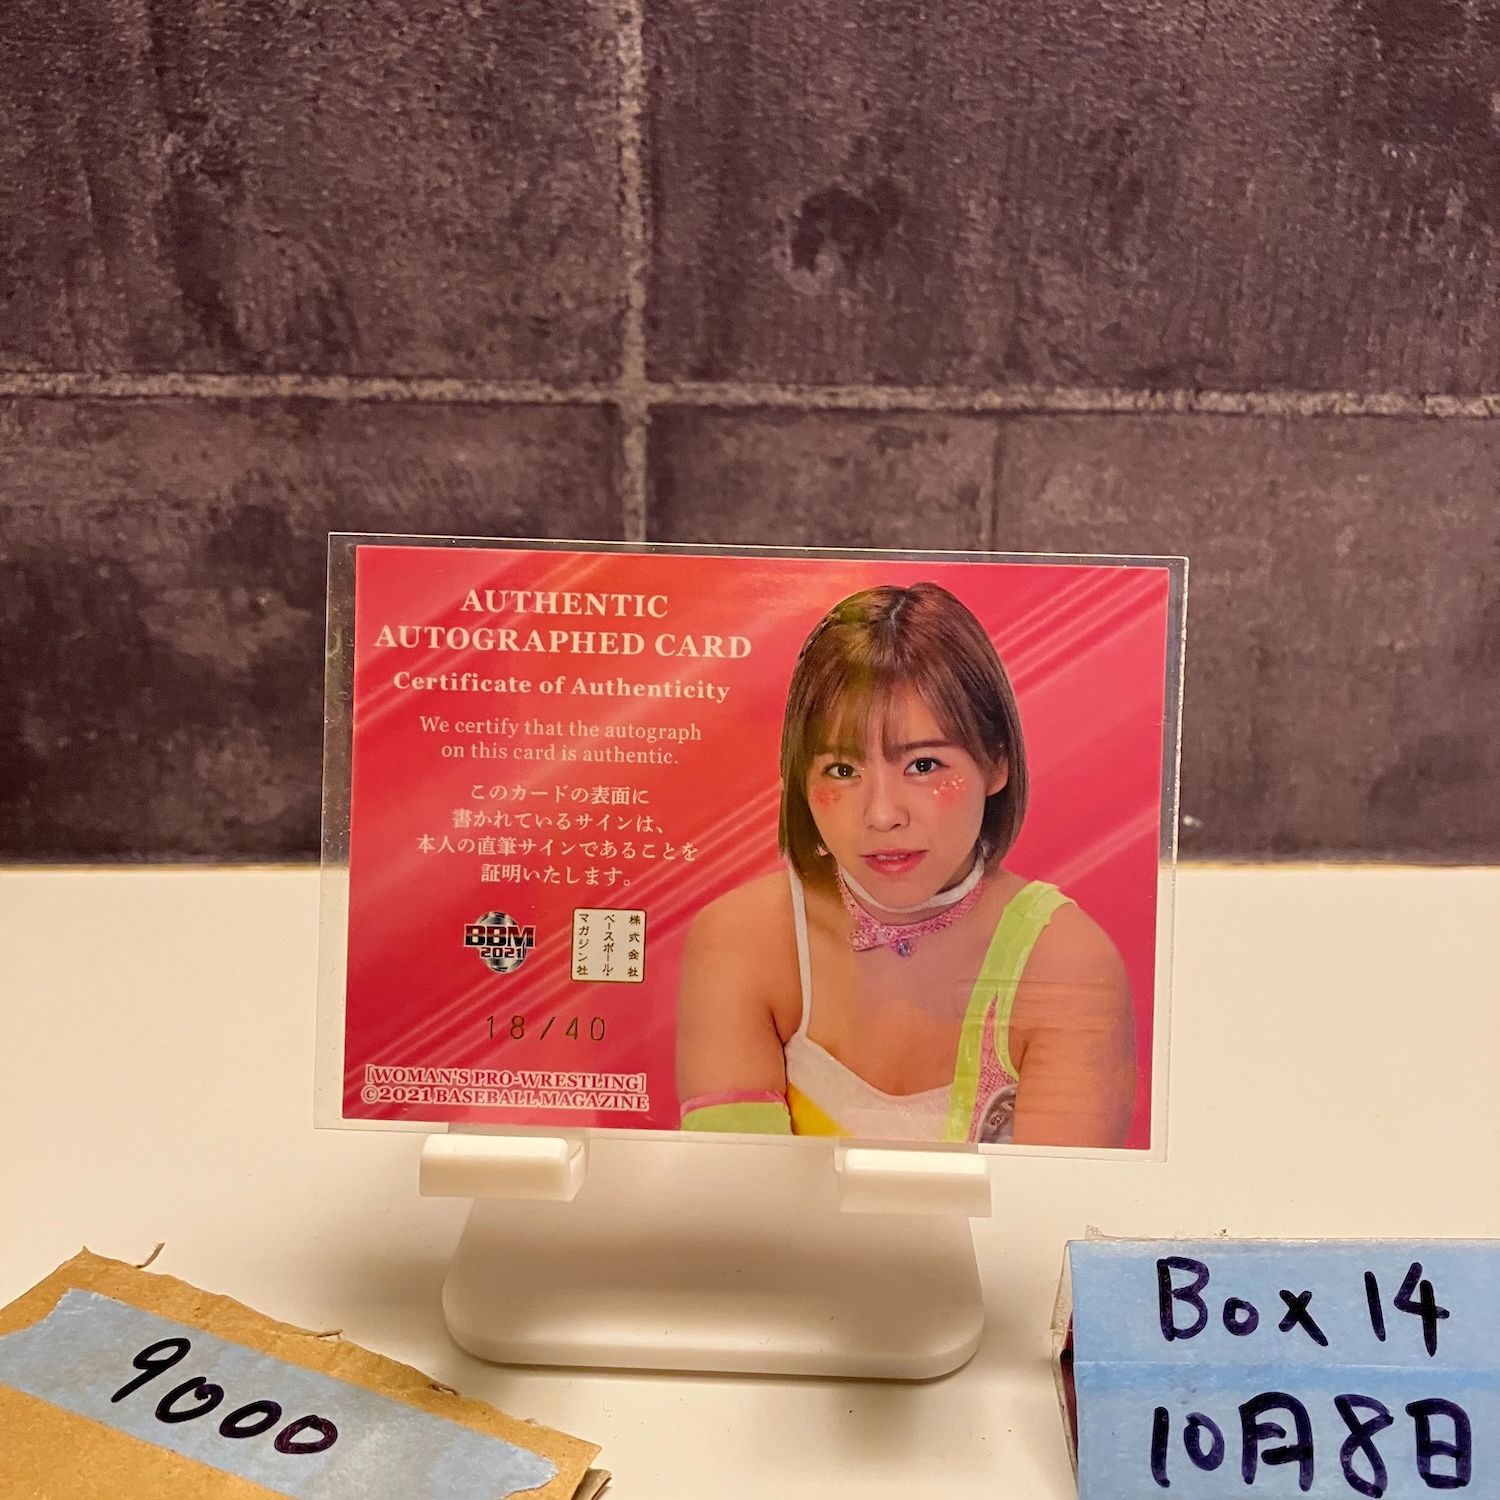 AUTHENTIC
AUTOGRAPHED CARD
Certificate of Authenticity
We certify that the autograph
on this card is authentic.
このカードの表面に
書かれているサインは、
本人の直筆サインであることを
証明いたします。
BBM
2021
株式会社
ベースボール・
マガジン社
18/40
[WOMAN'S PRO-WRESTLING]
©2021 BASEBALL MAGAZINE
9000
Box 14
10月8日